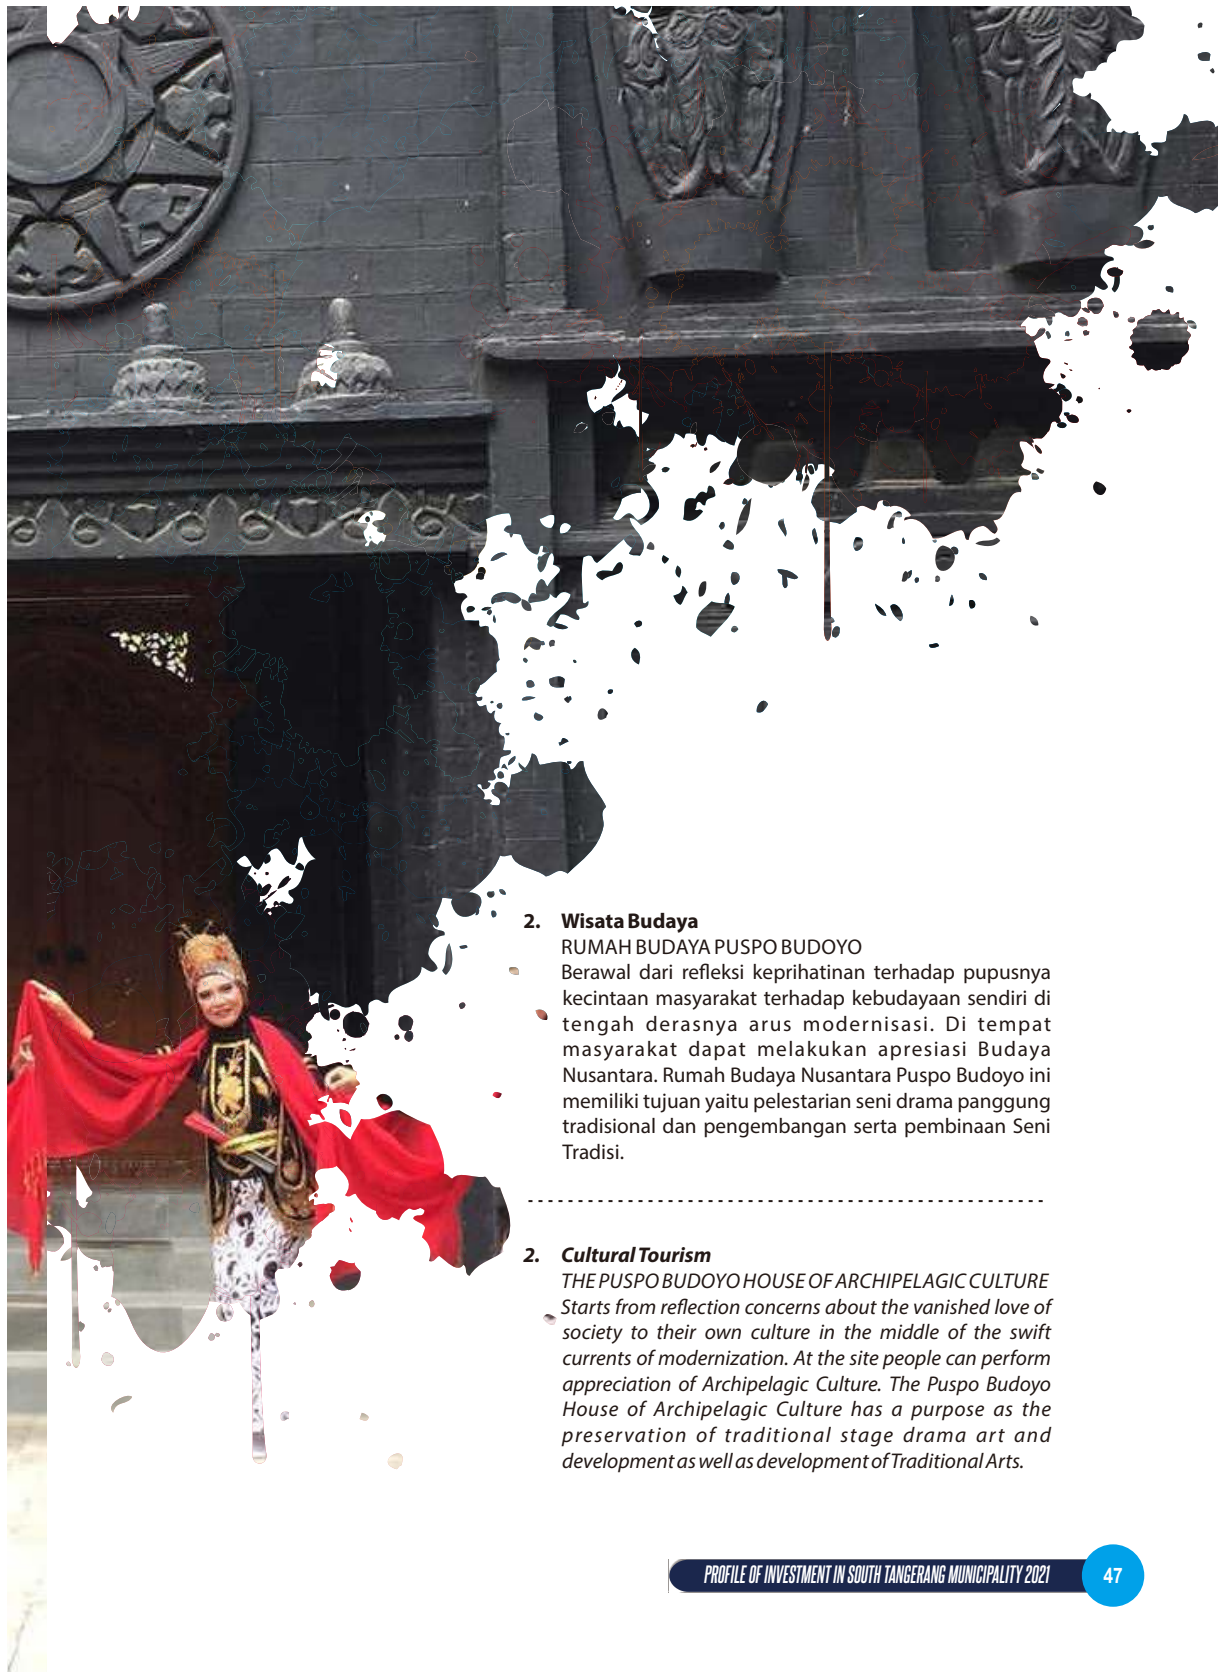 2. Wisata Budaya
RUMAH BUDAYA PUSPO BUDOYO
Berawal dari refleksi keprihatinan terhadap pupusnya
kecintaan masyarakat terhadap kebudayaan sendiri di
tengah derasnya arus modernisasi. Di tempat
masyarakat dapat melakukan apresiasi Budaya
Nusantara. Rumah Budaya Nusantara Puspo Budoyo ini
memiliki tujuan yaitu pelestarian seni drama panggung
tradisional dan pengembangan serta pembinaan Seni
Tradisi.
2. Cultural Tourism
THE PUSPO BUDOYO HOUSE OF ARCHIPELAGIC CULTURE
Starts from reflection concerns about the vanished love of
society to their own culture in the middle of the swift
currents of modernization. At the site people can perform
appreciation of Archipelagic Culture. The Puspo Budoyo
House of Archipelagic Culture has a purpose as the
preservation of traditional stage drama art and
development as well as development of Traditional Arts.
PROFILE OF INVESTMENT IN SOUTH TANGERANG MUNICIPALITY 2021
47